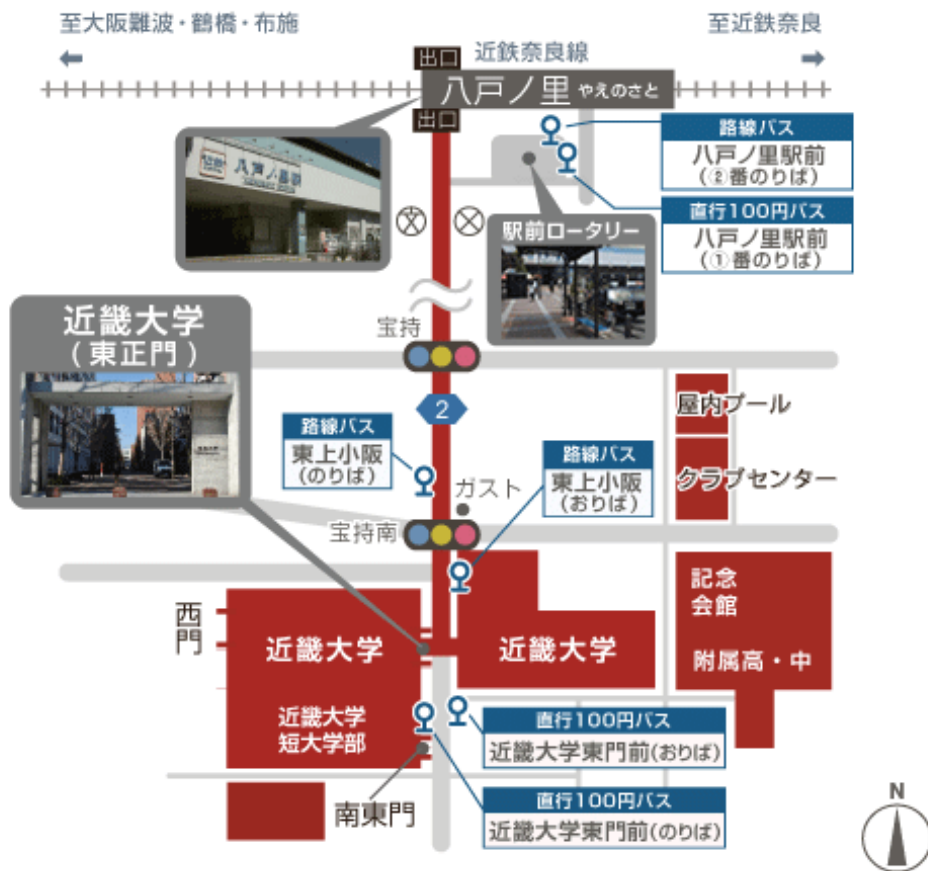 至大阪難波・鶴橋・布施
至近鉄奈良
近鉄奈良線
出口
八戸ノ里 やえのさと
出口
路線バス
八戸ノ里駅前
(②番のりば)
直行100円バス
八戸ノ里駅前
(①番のりば)
八戸ノ里駅
駅前ロータリー
文
近畿大学
(東正門)
宝持
2
路線バス
東上小阪
(のりば)
ガスト
路線バス
東上小阪
(おりば)
屋内プール
クラブセンター
宝持南
記念
会館
附属高・中
西門
近畿大学
近畿大学
近畿大学
短大学部
直行100円バス
近畿大学東門前(おりば)
直行100円バス
近畿大学東門前(のりば)
南東門
N